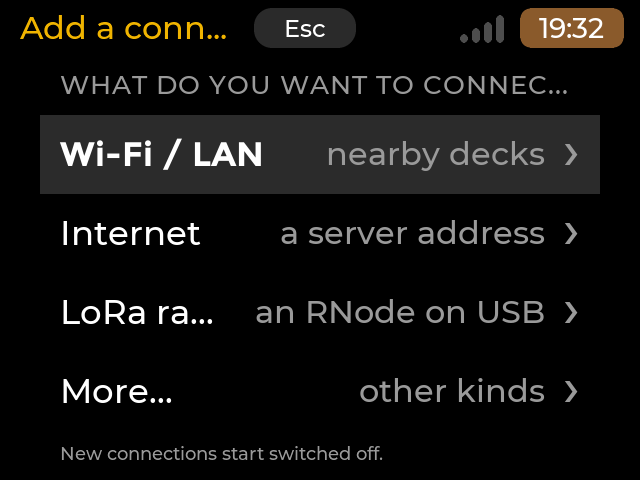 Add a conn... Esc 19:32
WHAT DO YOU WANT TO CONNEC...
Wi-Fi / LAN nearby decks
Internet a server address
LoRa ra... an RNode on USB
More... other kinds
New connections start switched off.